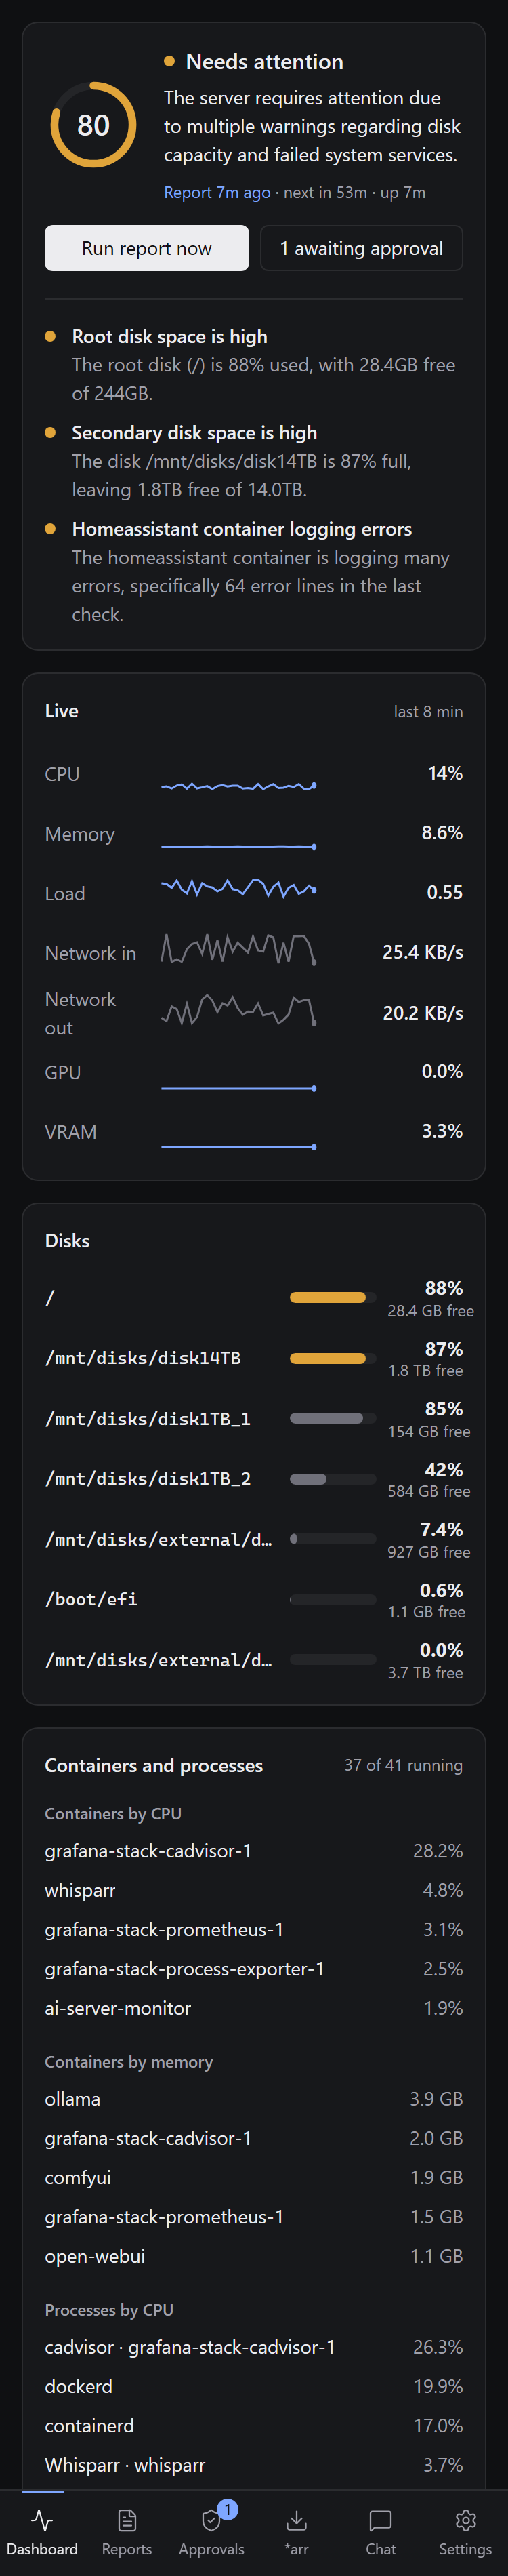 Needs attention
80
The server requires attention due
to multiple warnings regarding disk
capacity and failed system services.
Report 7m ago · next in 53m · up 7m
Run report now
1 awaiting approval
Root disk space is high
The root disk (/) is 88% used, with 28.4GB free
of 244GB.
Secondary disk space is high
The disk /mnt/disks/disk14TB is 87% full,
leaving 1.8TB free of 14.0TB.
Homeassistant container logging errors
The homeassistant container is logging many
errors, specifically 64 error lines in the last
check.
Live last 8 min
CPU 14%
Memory 8.6%
Load 0.55
Network in 25.4 KB/s
Network
out 20.2 KB/s
GPU 0.0%
VRAM 3.3%
Disks
/ 88%
28.4 GB free
/mnt/disks/disk14TB 87%
1.8 TB free
/mnt/disks/disk1TB_1 85%
154 GB free
/mnt/disks/disk1TB_2 42%
584 GB free
/mnt/disks/external/d… 7.4%
927 GB free
/boot/efi 0.6%
1.1 GB free
/mnt/disks/external/d… 0.0%
3.7 TB free
Containers and processes 37 of 41 running
Containers by CPU
grafana-stack-cadvisor-1 28.2%
whisparr 4.8%
grafana-stack-prometheus-1 3.1%
grafana-stack-process-exporter-1 2.5%
ai-server-monitor 1.9%
Containers by memory
ollama 3.9 GB
grafana-stack-cadvisor-1 2.0 GB
comfyui 1.9 GB
grafana-stack-prometheus-1 1.5 GB
open-webui 1.1 GB
Processes by CPU
cadvisor · grafana-stack-cadvisor-1 26.3%
dockerd 19.9%
containerd 17.0%
Whisparr · whisparr 3.7%
1
Dashboard Reports Approvals *arr Chat Settings